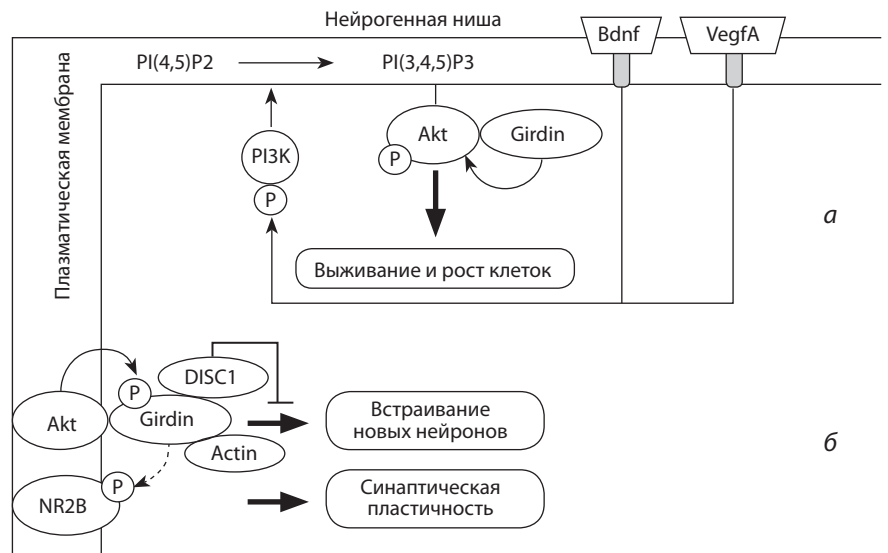 Нейрогенная ниша
Bdnf
VegfA
PI(4,5)P2
PI(3,4,5)P3
Плазматическая мембрана
Akt
Girdin
P
PI3K
P
а
Выживание и рост клеток
DISC1
P
Akt
Girdin
Встраивание
новых нейронов
Actin
б
P
NR2B
Синаптическая
пластичность